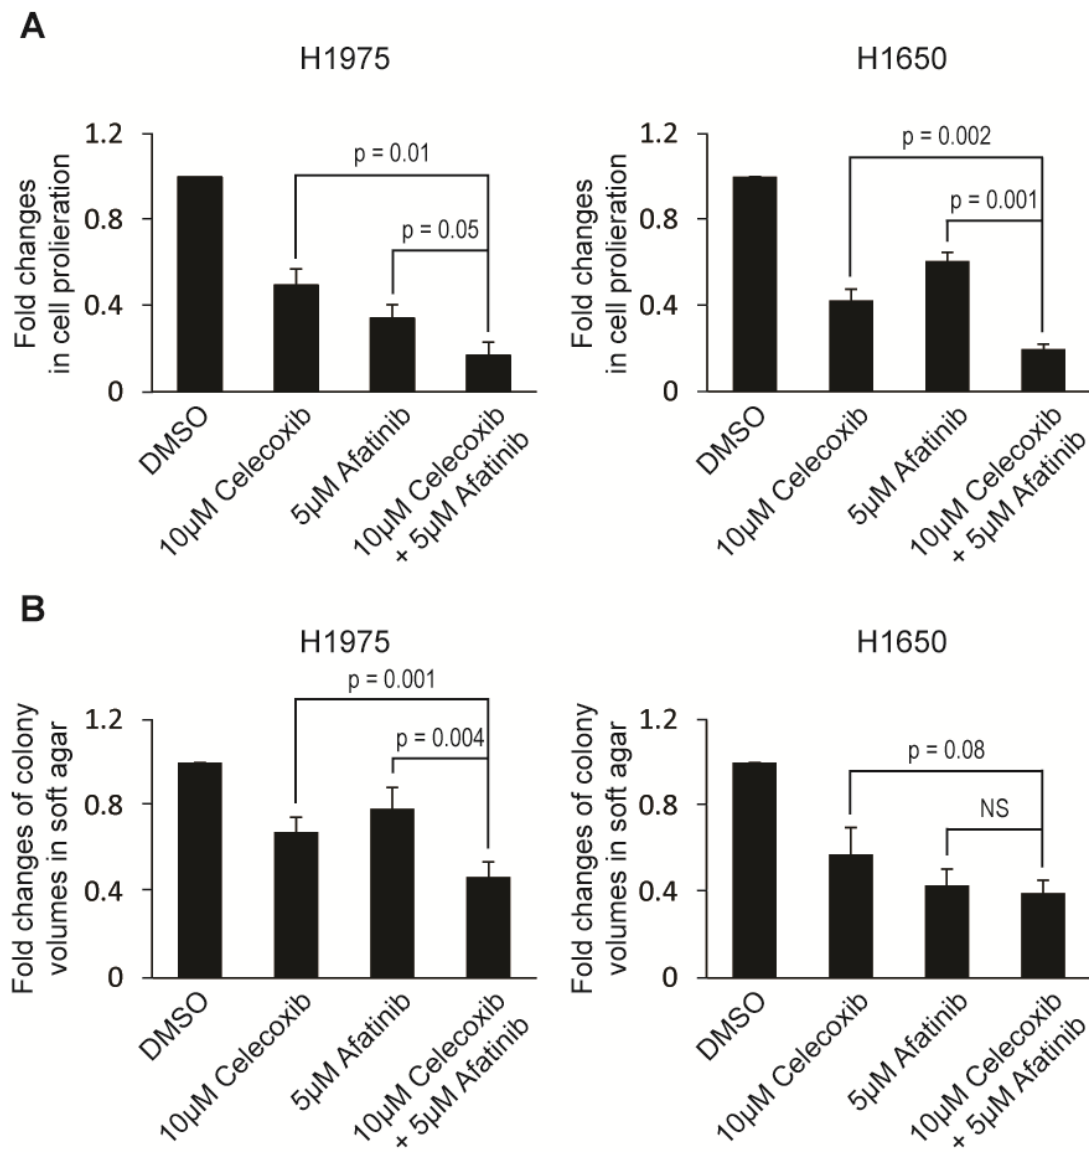 A
H1975
H1650
Fold changes
in cell prolieration
1.2
0.8
0.4
0
p = 0.01
p = 0.05
DMSO
10µM Celecoxib
5µM Afatinib
10µM Celecoxib
+ 5µM Afatinib
Fold changes
in cell prolieration
1.2
0.8
0.4
0
p = 0.002
p = 0.001
DMSO
10µM Celecoxib
5µM Afatinib
10µM Celecoxib
+ 5µM Afatinib
B
H1975
H1650
Fold changes of colony
volumes in soft agar
1.2
0.8
0.4
0
p = 0.001
p = 0.004
DMSO
10µM Celecoxib
5µM Afatinib
10µM Celecoxib
+ 5µM Afatinib
Fold changes of colony
volumes in soft agar
1.2
0.8
0.4
0
p = 0.08
NS
DMSO
10µM Celecoxib
5µM Afatinib
10µM Celecoxib
+ 5µM Afatinib